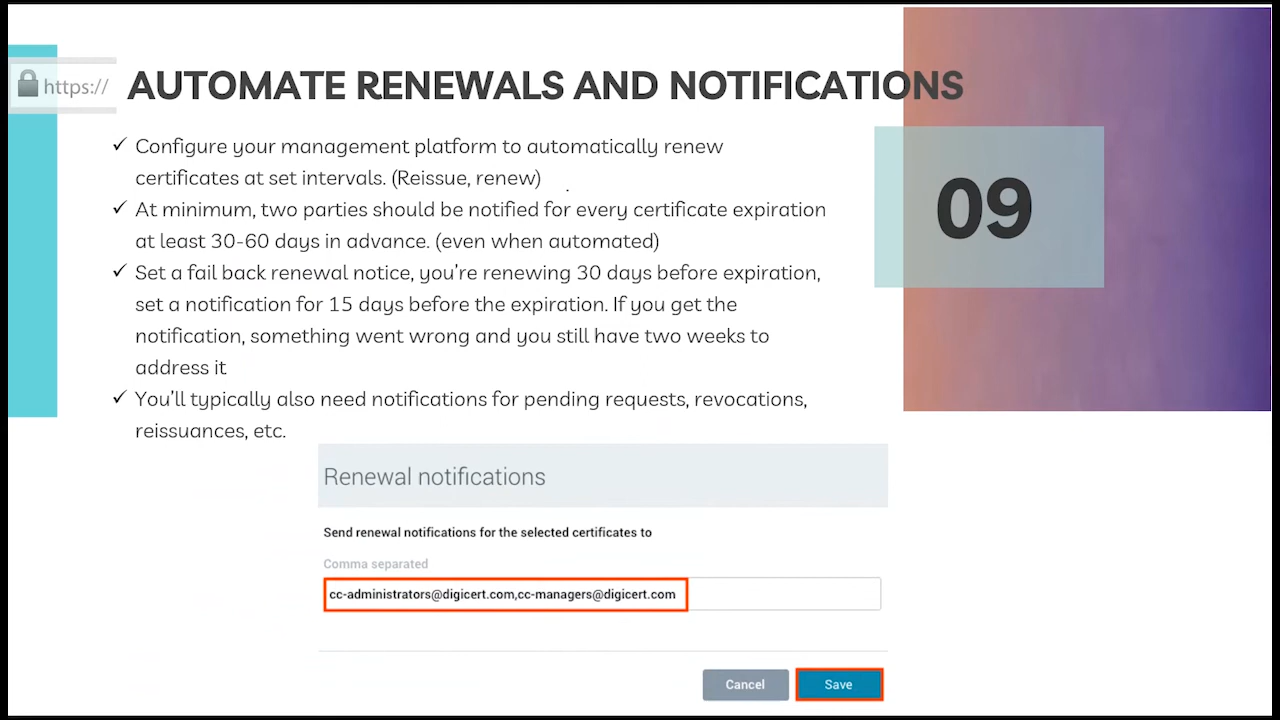 https://
AUTOMATE RENEWALS AND NOTIFICATIONS
✓ Configure your management platform to automatically renew
certificates at set intervals. (Reissue, renew)
✓ At minimum, two parties should be notified for every certificate expiration
at least 30-60 days in advance. (even when automated)
✓ Set a fail back renewal notice, you're renewing 30 days before expiration,
set a notification for 15 days before the expiration. If you get the
notification, something went wrong and you still have two weeks to
address it
✓ You'll typically also need notifications for pending requests, revocations,
reissuances, etc.
09
Renewal notifications
Send renewal notifications for the selected certificates to
Comma separated
cc-administrators@digicert.com,cc-managers@digicert.com
Cancel
Save